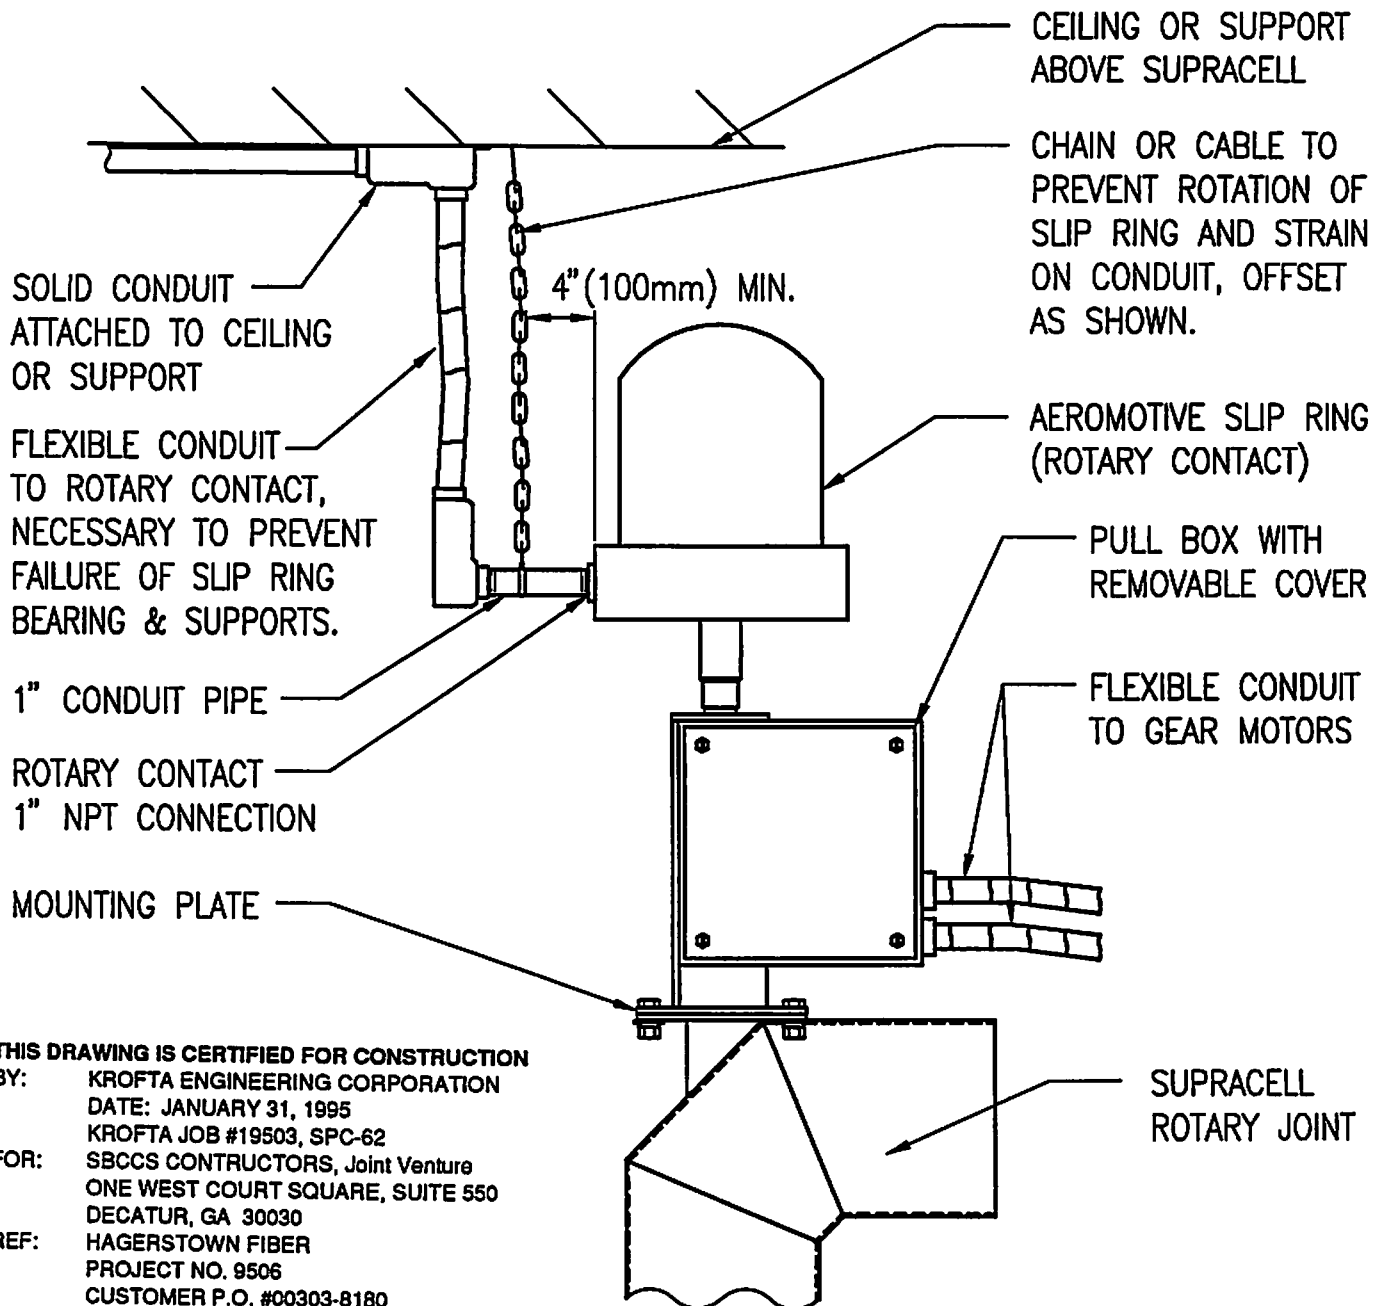 CEILING OR SUPPORT
ABOVE SUPRACELL
CHAIN OR CABLE TO
PREVENT ROTATION OF
SLIP RING AND STRAIN
ON CONDUIT, OFFSET
AS SHOWN.
4"(100mm) MIN.
SOLID CONDUIT
ATTACHED TO CEILING
OR SUPPORT
FLEXIBLE CONDUIT
TO ROTARY CONTACT,
NECESSARY TO PREVENT
FAILURE OF SLIP RING
BEARING & SUPPORTS.
AEROMOTIVE SLIP RING
(ROTARY CONTACT)
PULL BOX WITH
REMOVABLE COVER
1" CONDUIT PIPE
FLEXIBLE CONDUIT
TO GEAR MOTORS
ROTARY CONTACT
1" NPT CONNECTION
MOUNTING PLATE
SUPRACELL
ROTARY JOINT
THIS DRAWING IS CERTIFIED FOR CONSTRUCTION
BY: KROFTA ENGINEERING CORPORATION
DATE: JANUARY 31, 1995
KROFTA JOB #19503, SPC-62
FOR: SBCCS CONTRUCTORS, Joint Venture
ONE WEST COURT SQUARE, SUITE 550
DECATUR, GA 30030
REF: HAGERSTOWN FIBER
PROJECT NO. 9506
CUSTOMER P.O. #00303-8180